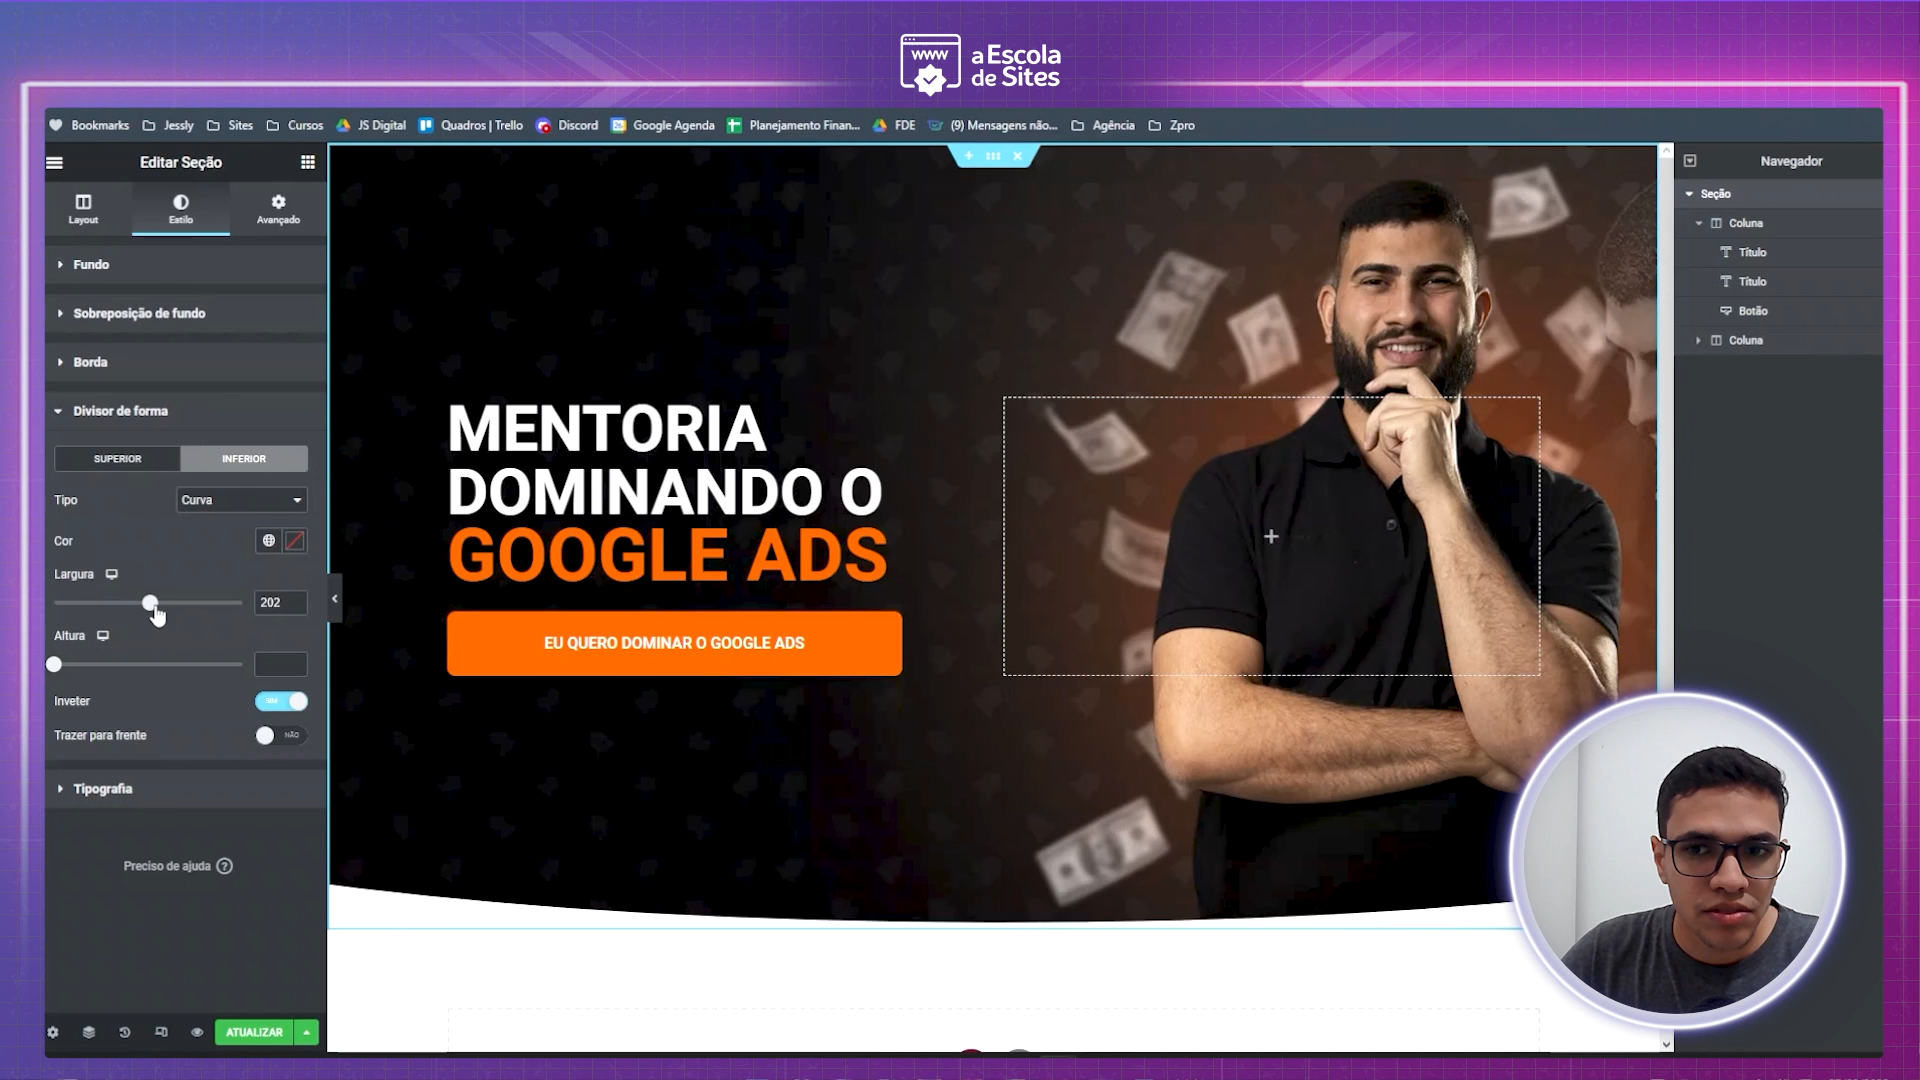 www
a Escola
de Sites
Bookmarks Jessly Sites Cursos JS Digital Quadros | Trello Discord Google Agenda Planejamento Finan... FDE (9) Mensagens não... Agência Zpro
Editar Seção
Layout Estilo Avançado
Fundo
Sobreposição de fundo
Borda
Divisor de forma
SUPERIOR INFERIOR
Tipo Curva
Cor
Largura
202
Altura
Inveter SIM
Trazer para frente NÃO
Tipografia
Preciso de ajuda ?
ATUALIZAR
MENTORIA
DOMINANDO O
GOOGLE ADS
EU QUERO DOMINAR O GOOGLE ADS
Navegador
Seção
Coluna
Título
Título
Botão
Coluna